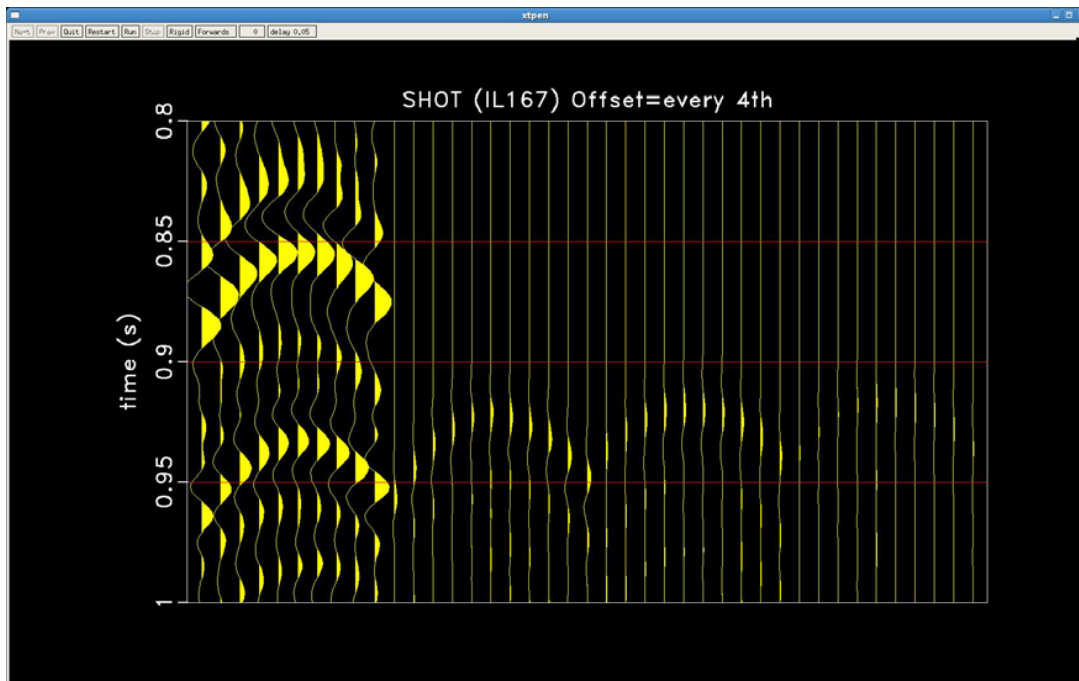 xtpen
Next Prev Quit Restart Run Stop Rigid Forwards 0 delay 0.05
SHOT (IL167) Offset=every 4th
time (s)
0.8
0.85
0.9
0.95
1